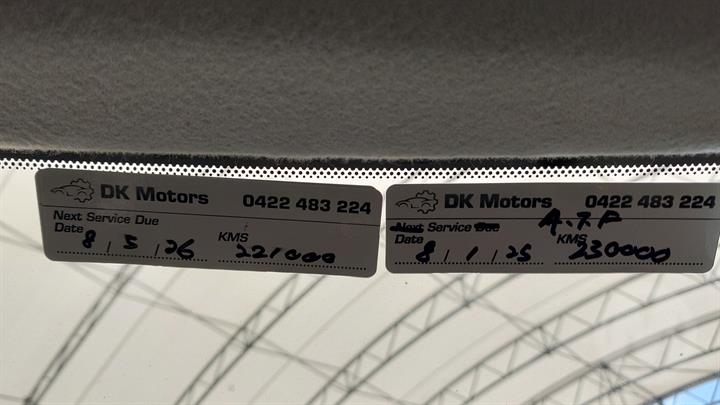 DK Motors 0422 483 224
Next Service Due
Date KMS
8 / 5 / 26 221000
DK Motors 0422 483 224
Next Service Due A.T.F
Date KMS
8 / 1 / 25 230000